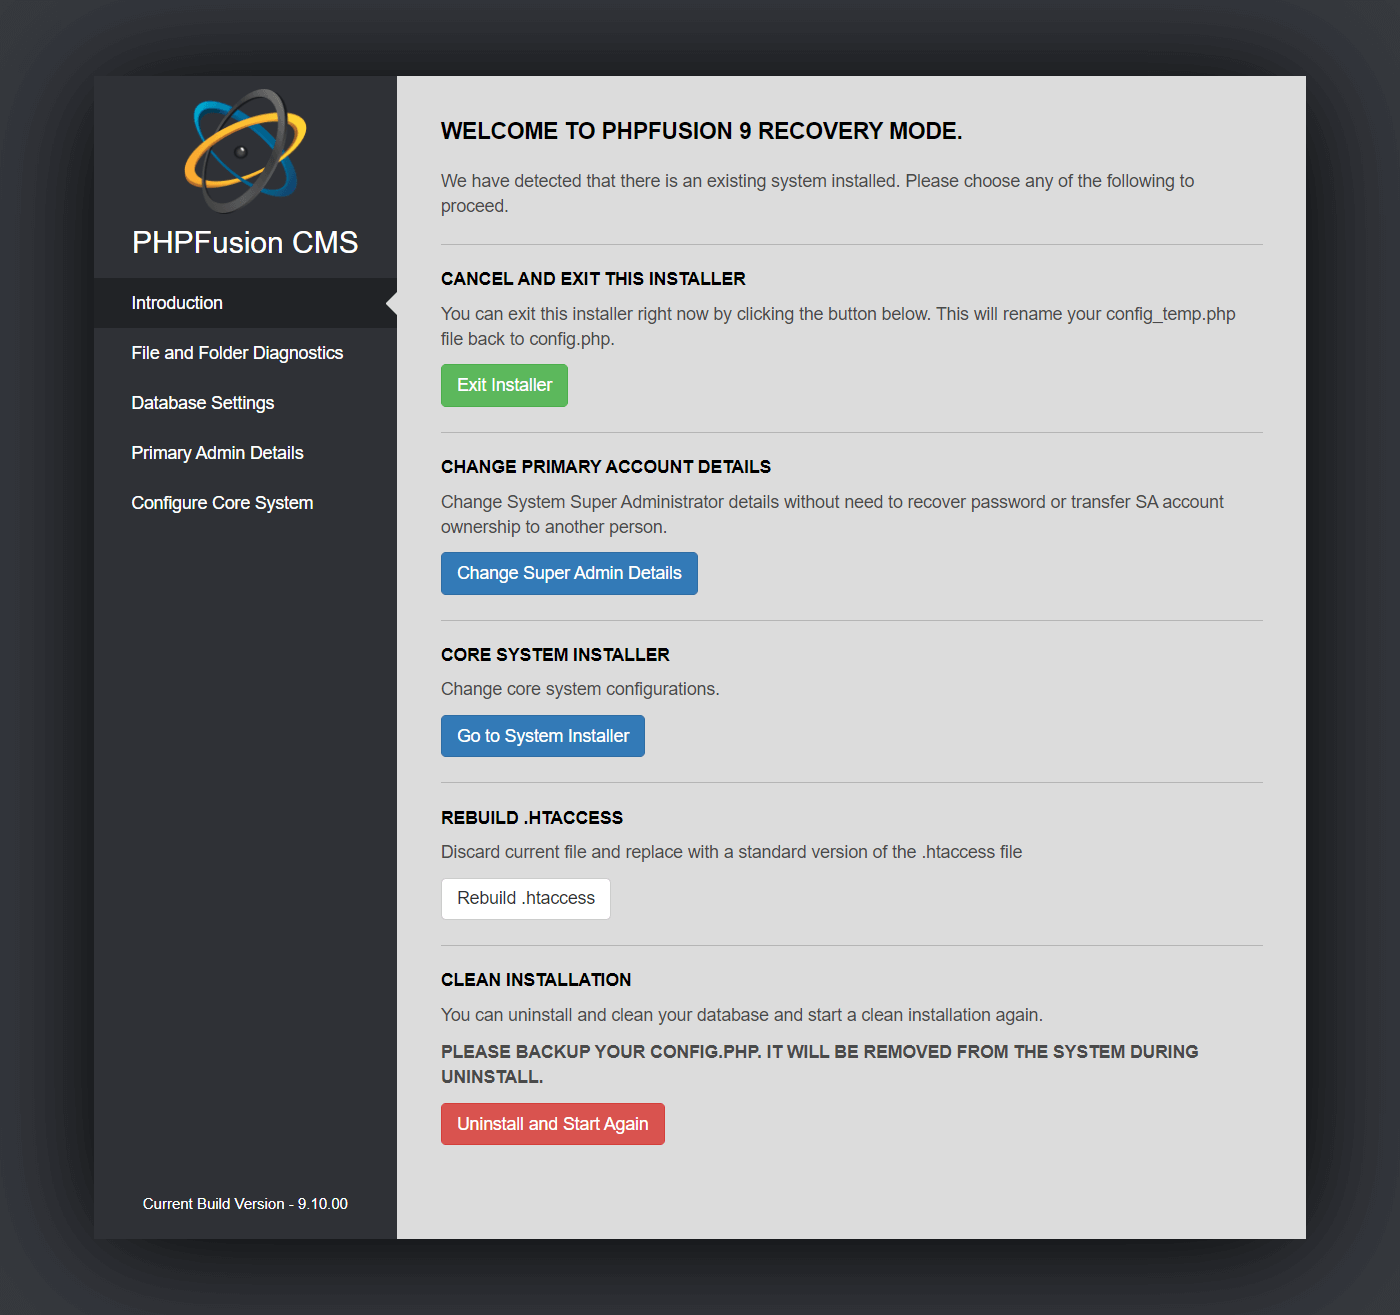 PHPFusion CMS
Introduction
File and Folder Diagnostics
Database Settings
Primary Admin Details
Configure Core System
Current Build Version - 9.10.00
WELCOME TO PHPFUSION 9 RECOVERY MODE.
We have detected that there is an existing system installed. Please choose any of the following to
proceed.
CANCEL AND EXIT THIS INSTALLER
You can exit this installer right now by clicking the button below. This will rename your config_temp.php
file back to config.php.
Exit Installer
CHANGE PRIMARY ACCOUNT DETAILS
Change System Super Administrator details without need to recover password or transfer SA account
ownership to another person.
Change Super Admin Details
CORE SYSTEM INSTALLER
Change core system configurations.
Go to System Installer
REBUILD .HTACCESS
Discard current file and replace with a standard version of the .htaccess file
Rebuild .htaccess
CLEAN INSTALLATION
You can uninstall and clean your database and start a clean installation again.
PLEASE BACKUP YOUR CONFIG.PHP. IT WILL BE REMOVED FROM THE SYSTEM DURING
UNINSTALL.
Uninstall and Start Again